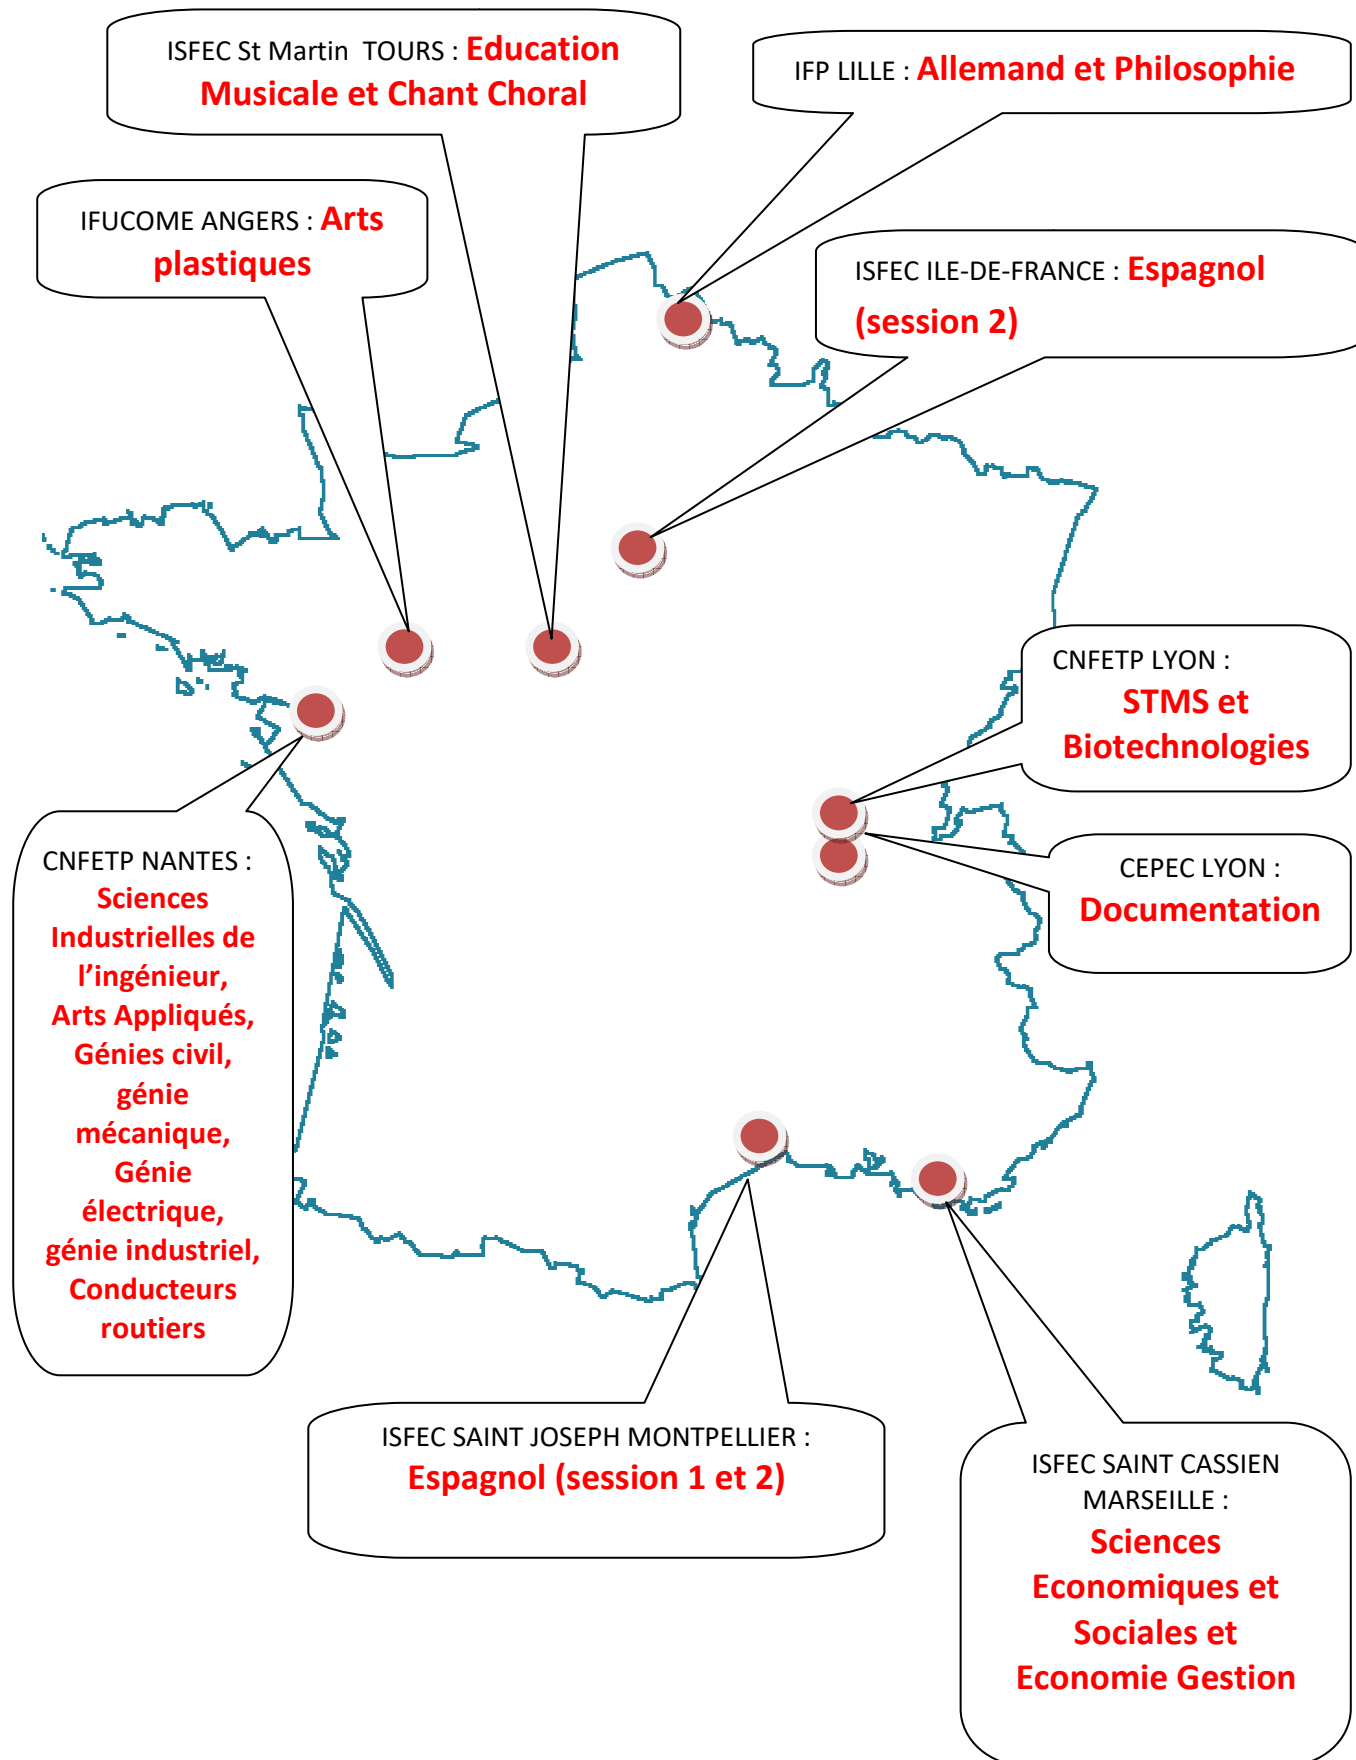 ISFEC St Martin  TOURS : Education
Musicale et Chant Choral
IFP LILLE : Allemand et Philosophie
IFUCOME ANGERS : Arts
plastiques
ISFEC ILE-DE-FRANCE : Espagnol
(session 2)
CNFETP LYON :
STMS et
Biotechnologies
CEPEC LYON :
Documentation
CNFETP NANTES :
Sciences
Industrielles de
l’ingénieur,
Arts Appliqués,
Génies civil,
génie
mécanique,
Génie
électrique,
génie industriel,
Conducteurs
routiers
ISFEC SAINT JOSEPH MONTPELLIER :
Espagnol (session 1 et 2)
ISFEC SAINT CASSIEN
MARSEILLE :
Sciences
Economiques et
Sociales et
Economie Gestion